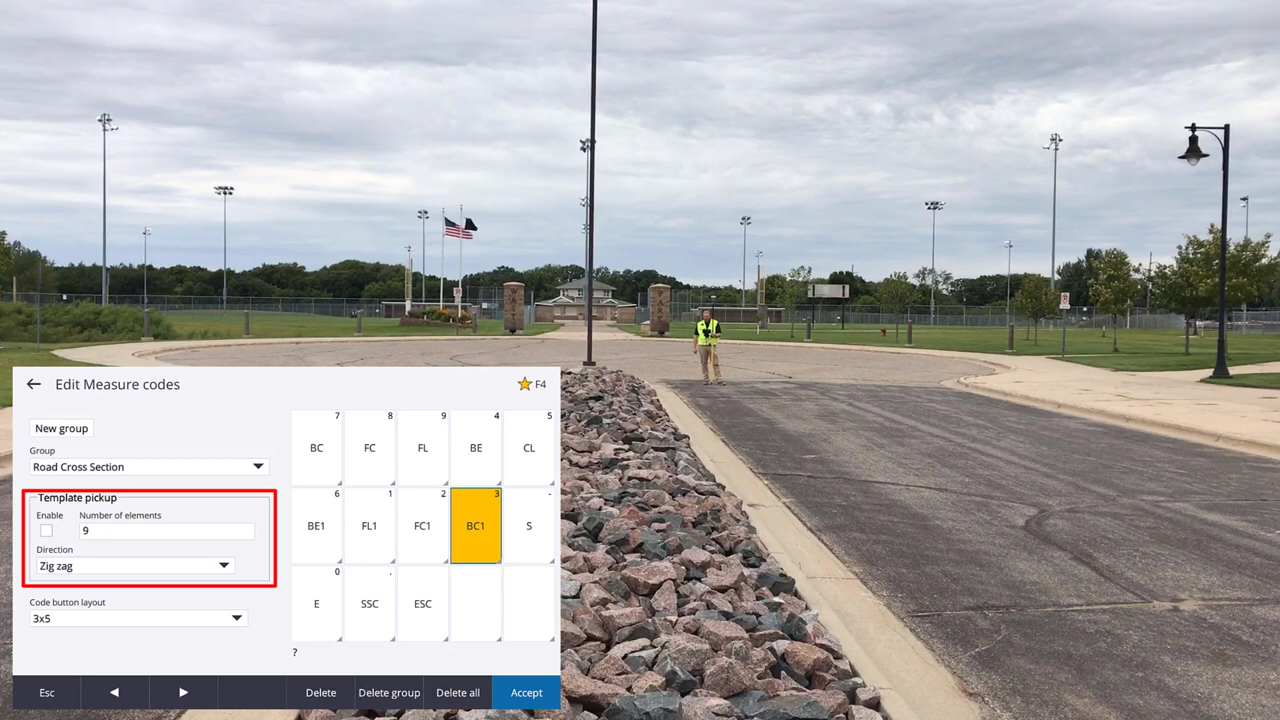 Edit Measure codes
F4
New group
Group
Road Cross Section
Template pickup
Enable
Number of elements
9
Direction
Zig zag
Code button layout
3x5
7
8
9
4
5
BC
FC
FL
BE
CL
6
1
2
3
-
BE1
FL1
FC1
BC1
S
0
.
E
SSC
ESC
?
Esc
Delete
Delete group
Delete all
Accept